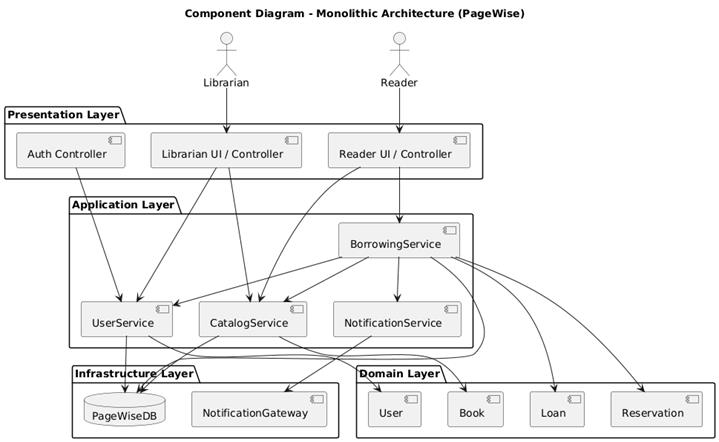 Component Diagram - Monolithic Architecture (PageWise)
Librarian
Reader
Presentation Layer
Auth Controller
Librarian UI / Controller
Reader UI / Controller
Application Layer
BorrowingService
UserService
CatalogService
NotificationService
Infrastructure Layer
Domain Layer
PageWiseDB
NotificationGateway
User
Book
Loan
Reservation